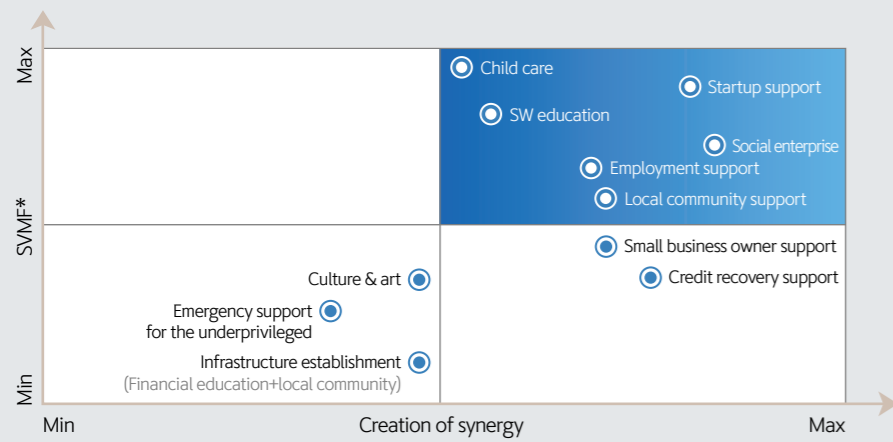 Max
Child care
Startup support
SW education
Social enterprise
Employment support
Local community support
SVMF*
Small business owner support
Culture & art
Credit recovery support
Emergency support
for the underprivileged
Infrastructure establishment
(Financial education+local community)
Min
Min
Creation of synergy
Max